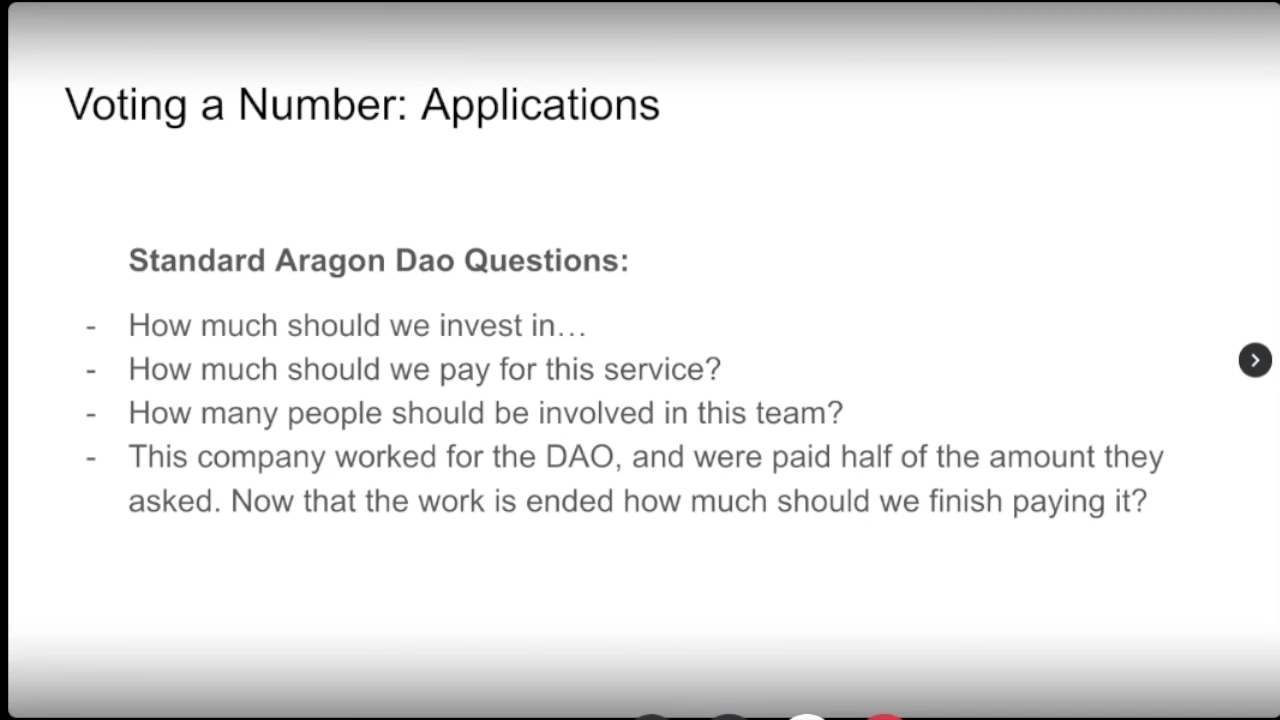 Voting a Number: Applications
Standard Aragon Dao Questions:
- How much should we invest in…
- How much should we pay for this service?
- How many people should be involved in this team?
- This company worked for the DAO, and were paid half of the amount they
asked. Now that the work is ended how much should we finish paying it?